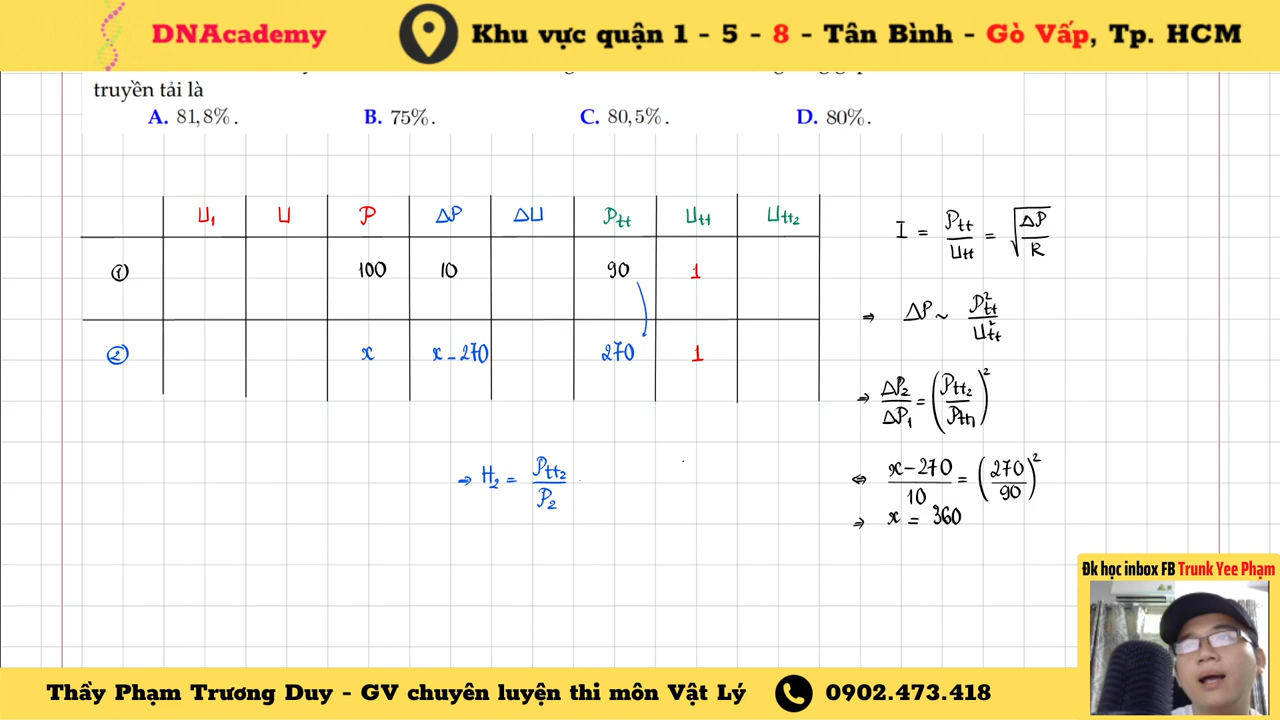 DNAcademy
Khu vực quận 1 - 5 - 8 - Tân Bình - Gò Vấp, Tp. HCM
truyền tải là
A. 81,8%. B. 75%. C. 80,5%. D. 80%.
U₁ U P ΔP ΔU Ptt Utt Utt₂
① 100 10 90 1
② x x - 270 270 1
I = Ptt/Utt = √(ΔP/R)
⇒ ΔP ~ P²tt/U²tt
⇒ ΔP₂/ΔP₁ = (Ptt₂/Ptt₁)²
⇔ (x-270)/10 = (270/90)²
⇒ x = 360
⇒ H₂ = Ptt₂/P₂
Đk học inbox FB Trunk Yee Phạm
Thầy Phạm Trương Duy - GV chuyên luyện thi môn Vật Lý 0902.473.418